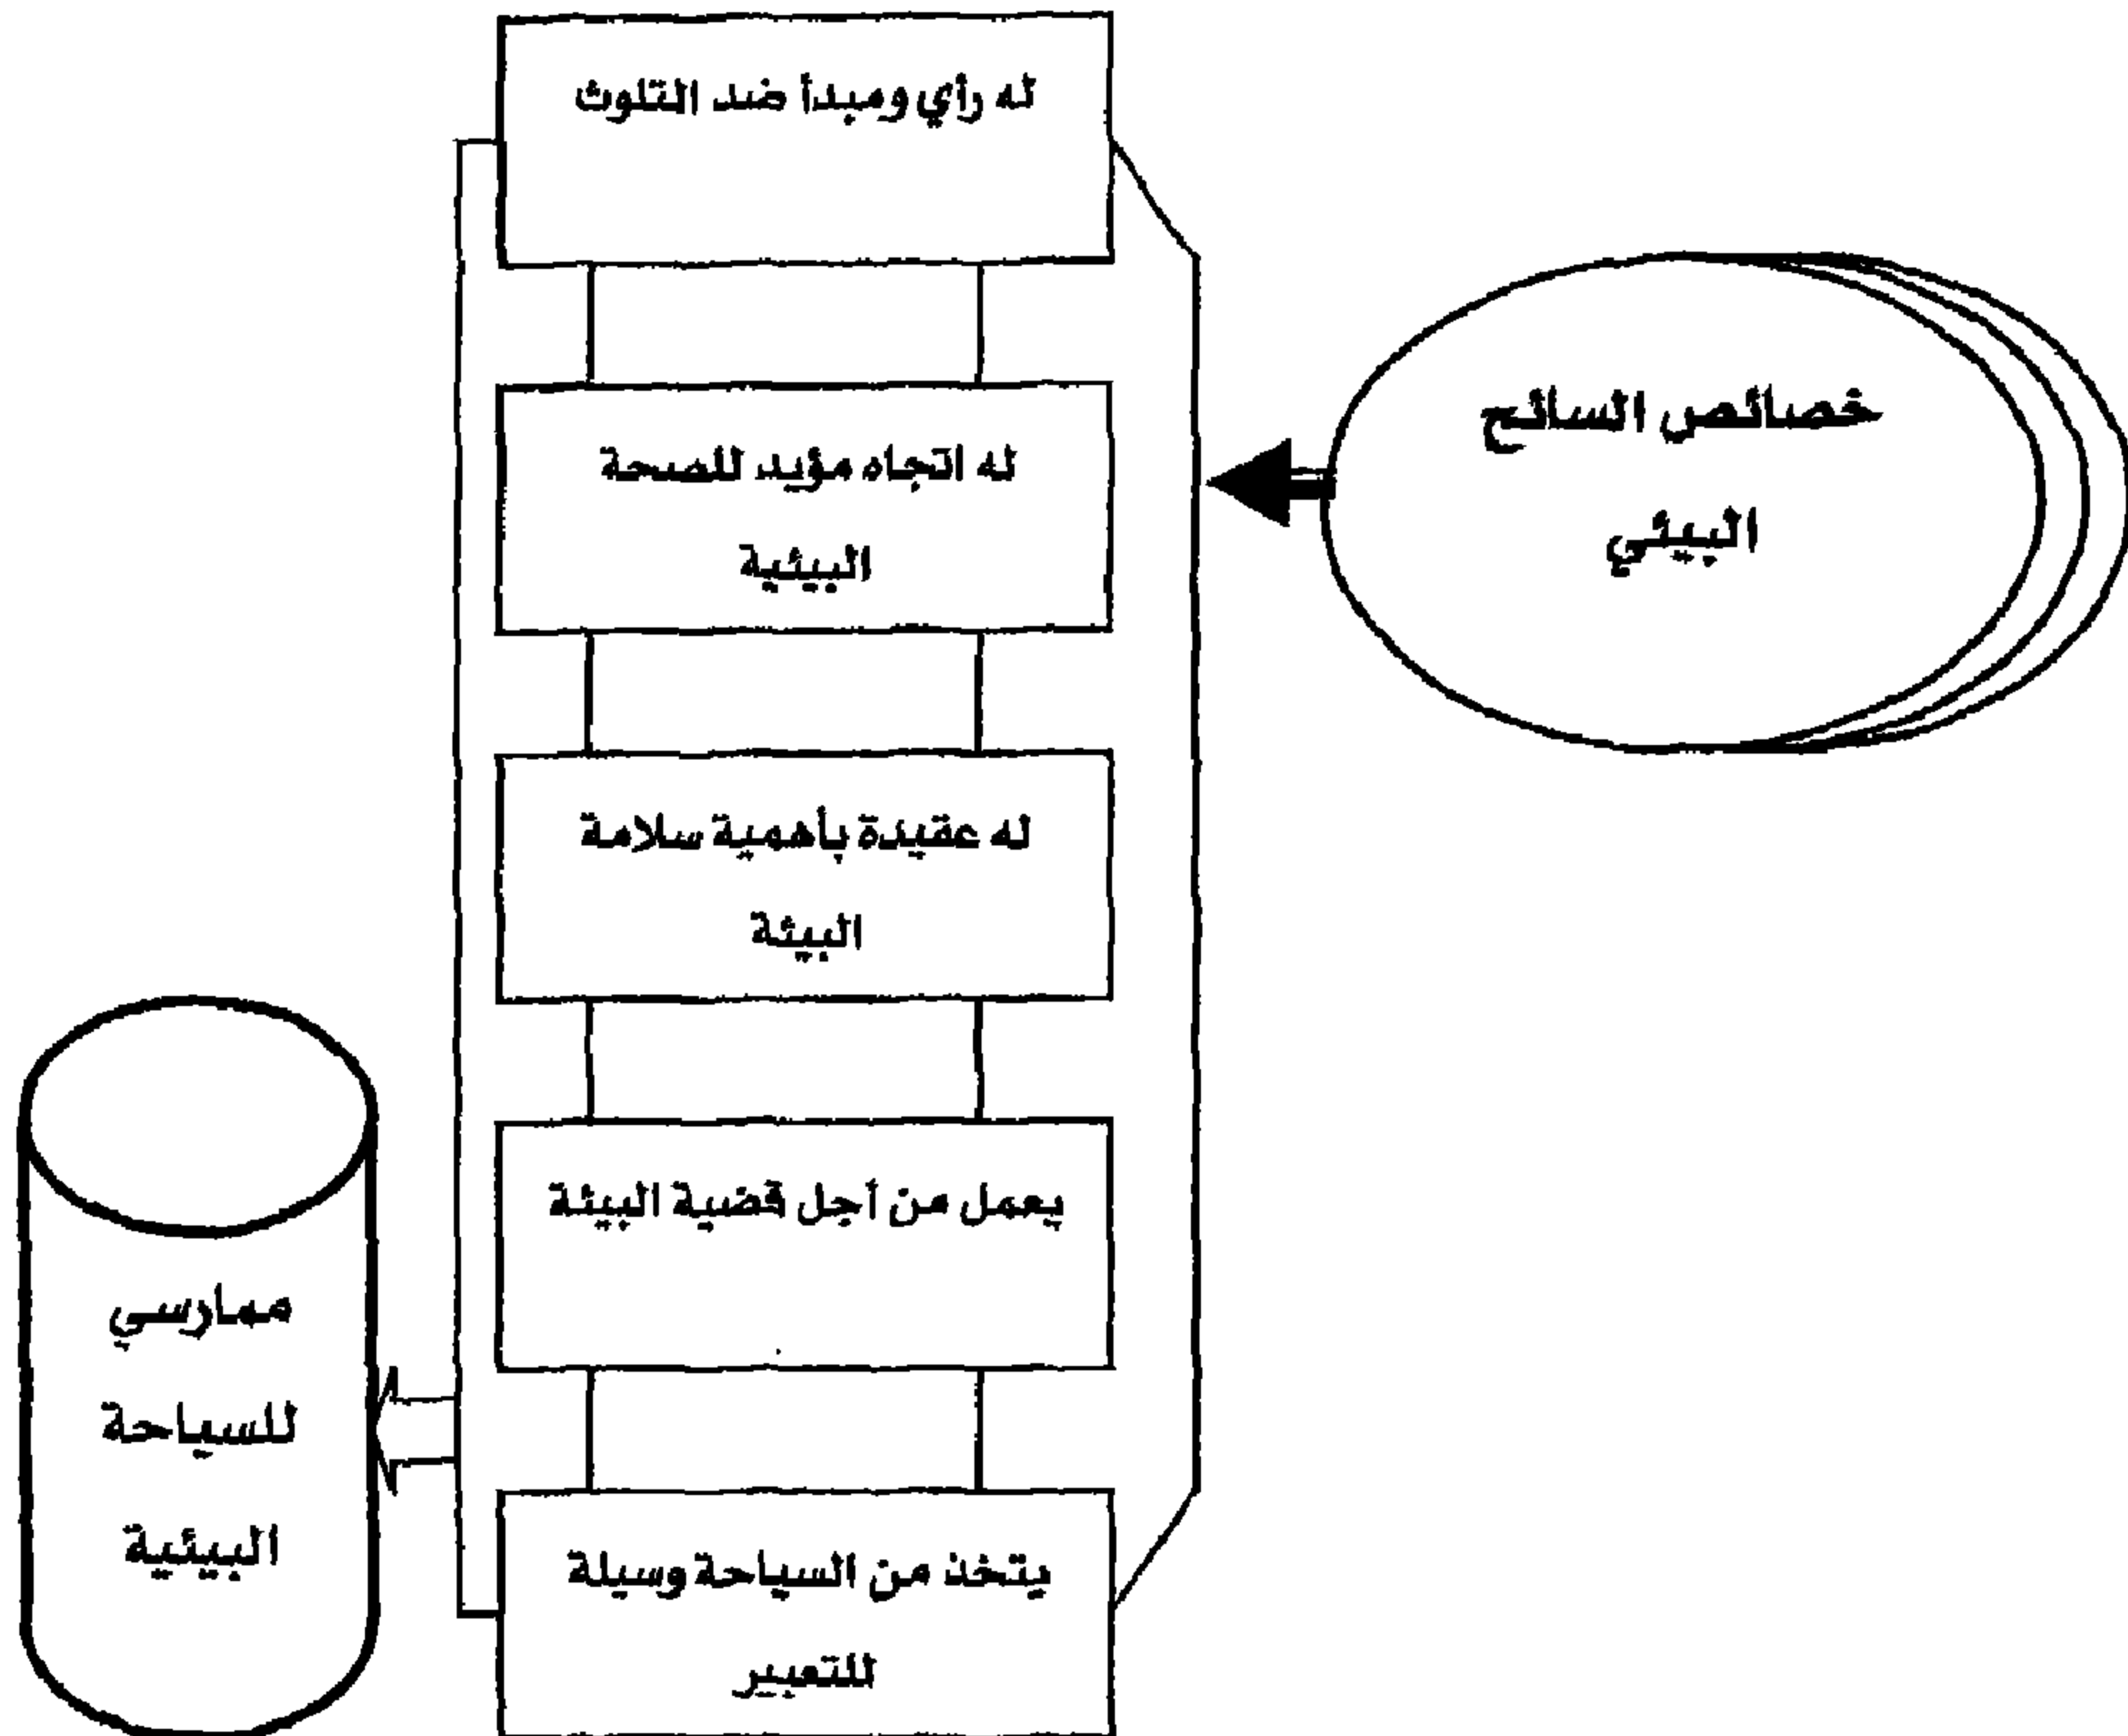 له رأي ومبدأ ضد التلوث
خصائص السائح
البيئي
له اتجاه مؤيد للصحة
البيئية
له عقيدة بأهمية سلامة
البيئة
يعمل من أجل قضية البيئة
ممارسي
للسياحة
البيئية
يتخذ من السياحة وسيلة
للتعبير